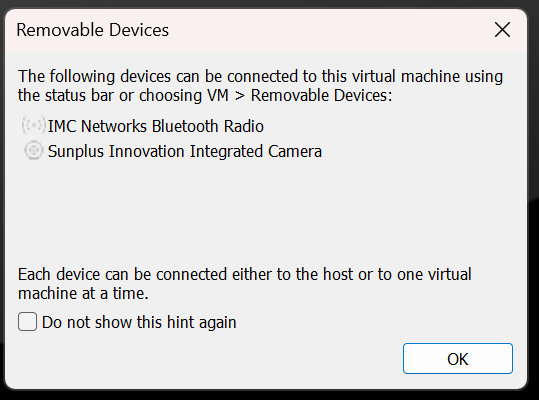 Removable Devices
The following devices can be connected to this virtual machine using
the status bar or choosing VM > Removable Devices:
IMC Networks Bluetooth Radio
Sunplus Innovation Integrated Camera
Each device can be connected either to the host or to one virtual
machine at a time.
Do not show this hint again
OK